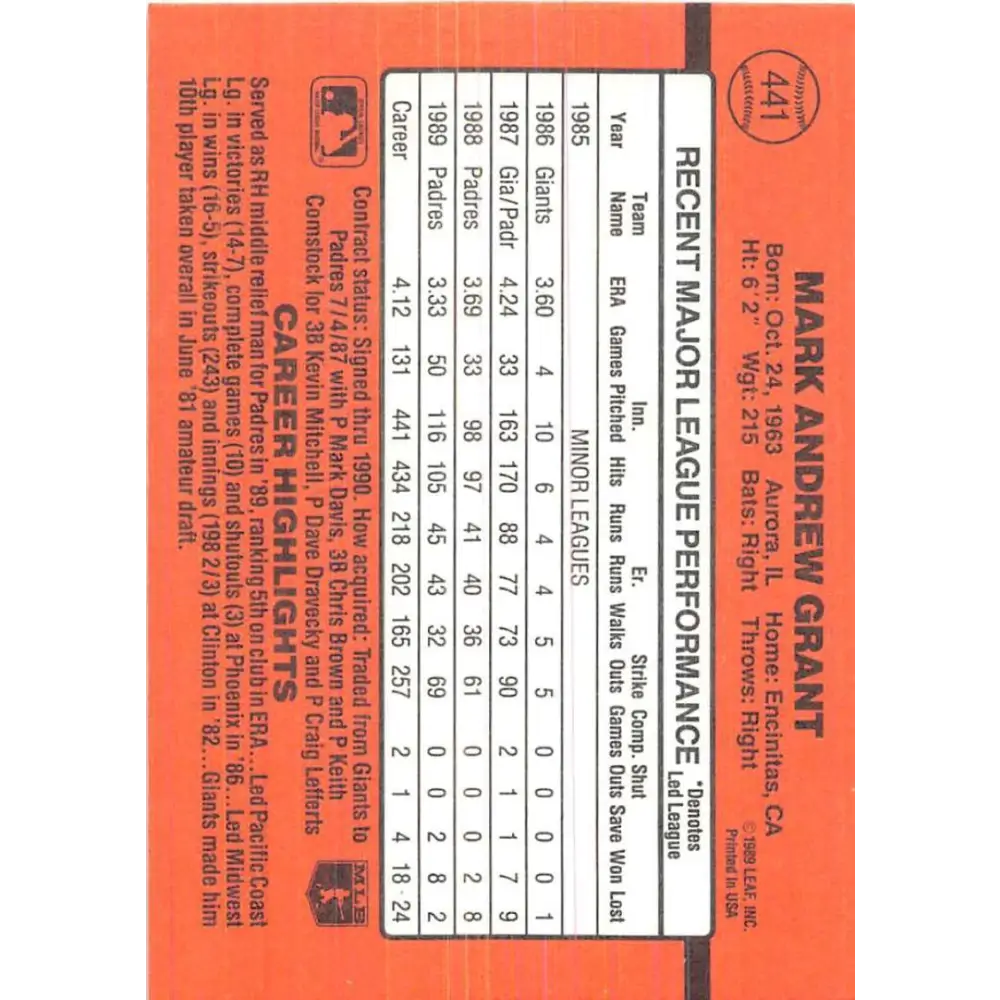 441
MARK ANDREW GRANT
Born: Oct. 24, 1963 Aurora, IL Home: Encinitas, CA
Ht: 6' 2" Wgt: 215 Bats: Right Throws: Right
© 1989 LEAF, INC.
Printed in USA
RECENT MAJOR LEAGUE PERFORMANCE *Denotes
Led League
Team Inn. Er. Strike Comp. Shut
Year Name ERA Games Pitched Hits Runs Runs Walks Outs Games Outs Save Won Lost
1985 MINOR LEAGUES
1986 Giants 3.60 4 10 6 4 4 5 5 0 0 0 0 1
1987 Gia/Padr 4.24 33 163 170 88 77 73 90 2 1 1 7 9
1988 Padres 3.69 33 98 97 41 40 36 61 0 0 0 2 8
1989 Padres 3.33 50 116 105 45 43 32 69 0 0 2 8 2
Career 4.12 131 441 434 218 202 165 257 2 1 4 18 24
Contract status: Signed thru 1990. How acquired: Traded from Giants to
Padres 7/4/87 with P Mark Davis, 3B Chris Brown and P Keith
Comstock for 3B Kevin Mitchell, P Dave Dravecky and P Craig Lefferts
MLB
CAREER HIGHLIGHTS
Served as RH middle relief man for Padres in '89, ranking 5th on club in ERA...Led Pacific Coast
Lg. in victories (14-7), complete games (10) and shutouts (3) at Phoenix in '86...Led Midwest
Lg. in wins (16-5), strikeouts (243) and innings (198 2/3) at Clinton in '82...Giants made him
10th player taken overall in June '81 amateur draft.